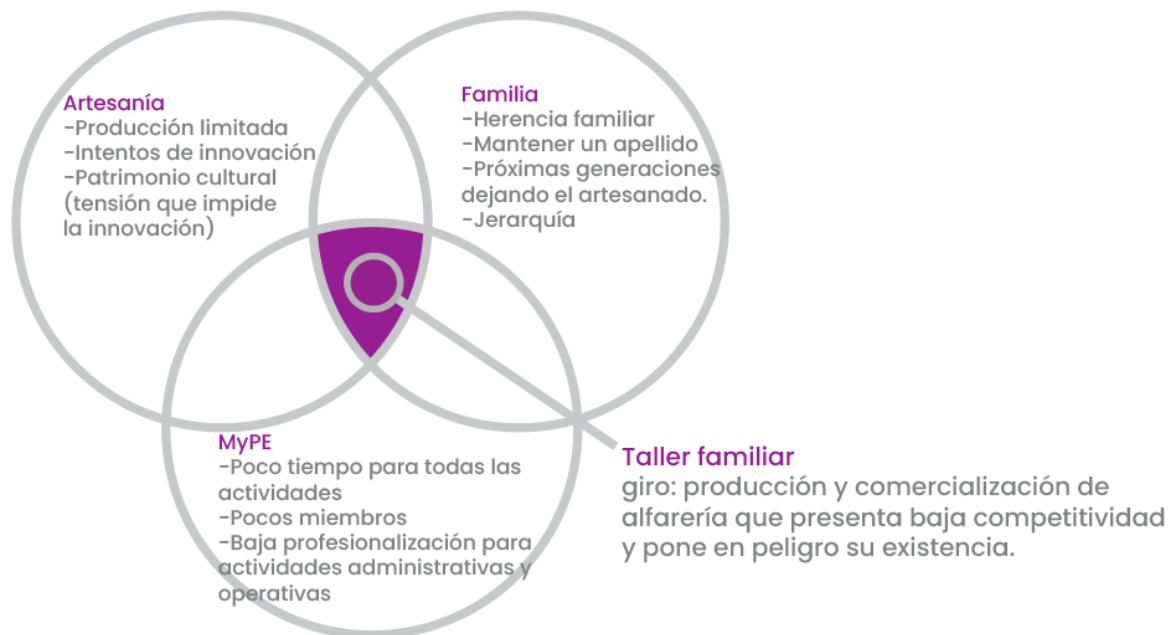 Artesanía
-Producción limitada
-Intentos de innovación
-Patrimonio cultural
(tensión que impide
la innovación)
Familia
-Herencia familiar
-Mantener un apellido
-Próximas generaciones
dejando el artesanado.
-Jerarquía
MyPE
-Poco tiempo para todas las
actividades
-Pocos miembros
-Baja profesionalización para
actividades administrativas y
operativas
Taller familiar
giro: producción y comercialización de
alfarería que presenta baja competitividad
y pone en peligro su existencia.